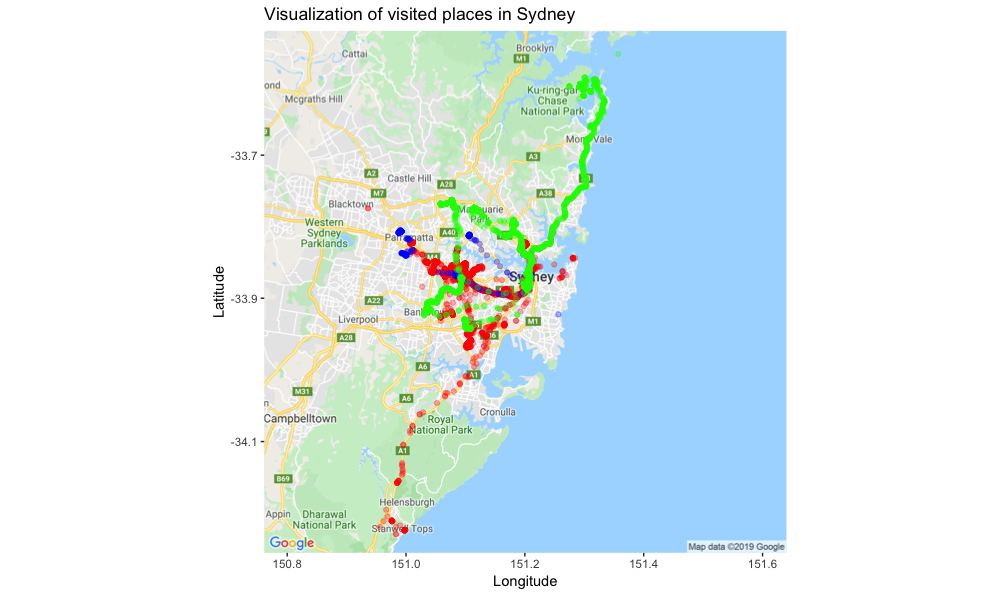 Visualization of visited places in Sydney
Brooklyn
Cattai
M1
Ku-ring-gai
Chase
National Park
Mcgraths Hill
Mona Vale
-33.7
A3
A2
Castle Hill
A28
M7
A38
Blacktown
Macquarie
Park
Western
Sydney
Parklands
A40
Parramatta
M4
Sydney
-33.9
A22
Liverpool
M1
A28
A6
A1
M31
A6
Campbelltown
Cronulla
Royal
National Park
-34.1
A1
B69
Helensburgh
Appin
Dharawal
National Park
Stanwell Tops
Google
Map data ©2019 Google
150.8
151.0
151.2
151.4
151.6
Longitude
Latitude